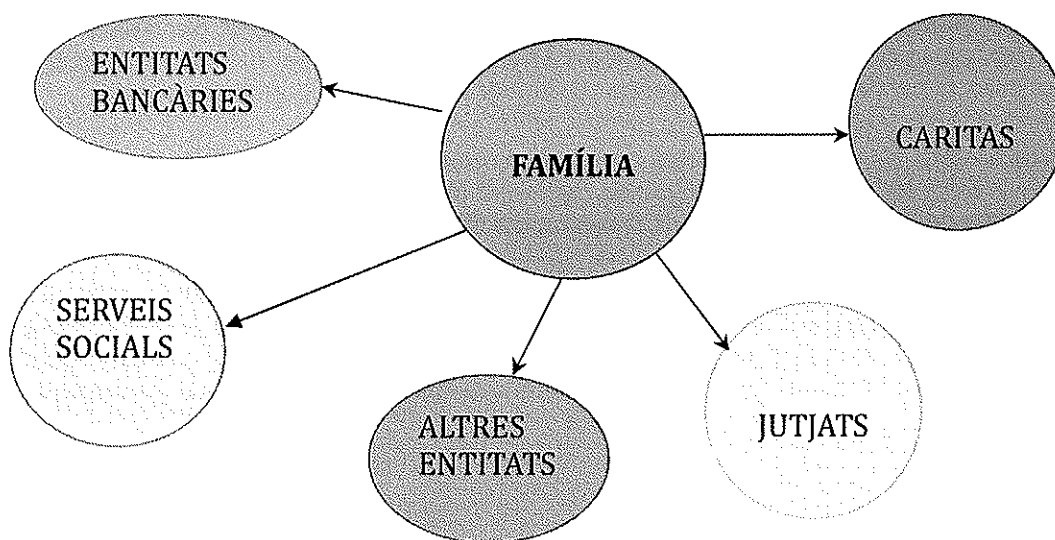 ENTITATS
BANCÀRIES
FAMÍLIA
CARITAS
SERVEIS
SOCIALS
ALTRES
ENTITATS
JUTJATS